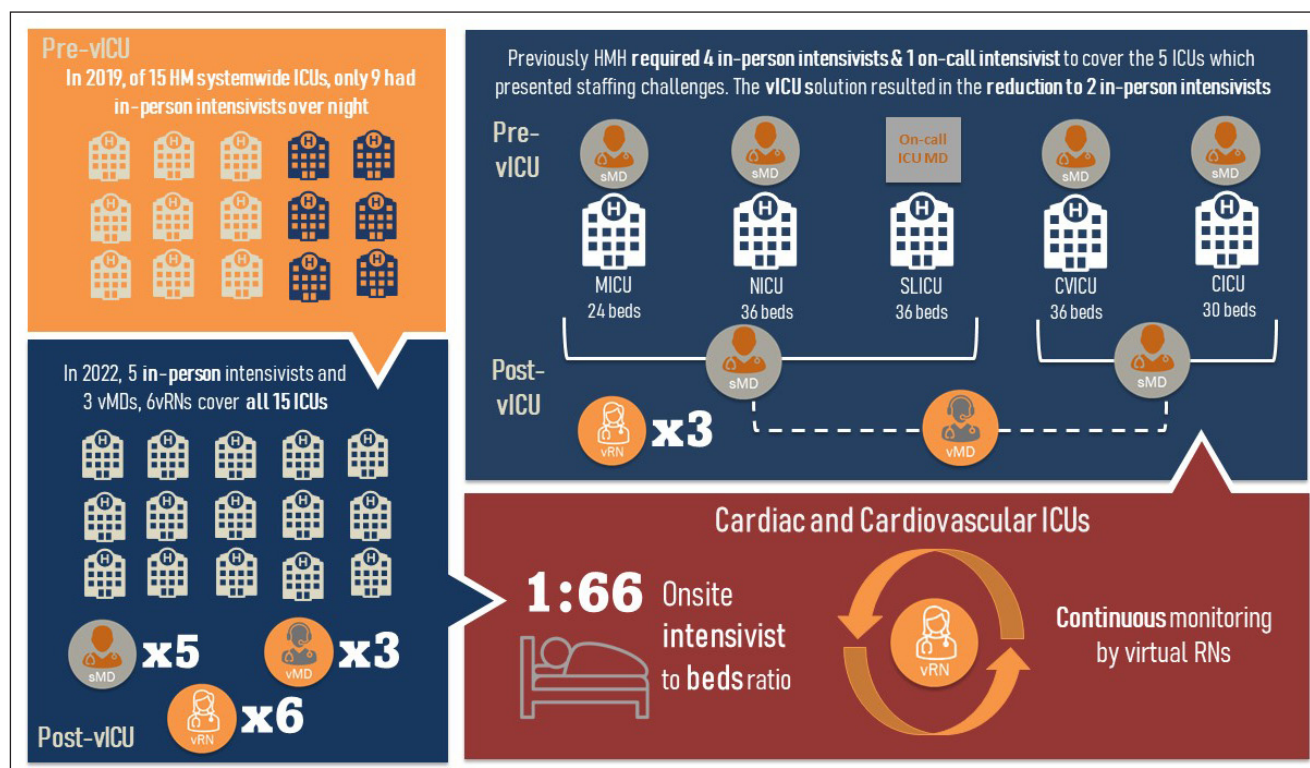 Pre-vICU
In 2019, of 15 HM systemwide ICUs, only 9 had
in-person intensivists over night
H H H H H
H H H H H
H H H H H
In 2022, 5 in-person intensivists and
3 vMDs, 6vRNs cover all 15 ICUs
H H H H H
H H H H H
H H H H H
sMD x5
vMD x3
vRN x6
Post-vICU
Previously HMH required 4 in-person intensivists & 1 on-call intensivist to cover the 5 ICUs which
presented staffing challenges. The vICU solution resulted in the reduction to 2 in-person intensivists
Pre-
vICU
sMD sMD On-call
ICU MD sMD sMD
H H H H H
MICU NICU SLICU CVICU CICU
24 beds 36 beds 36 beds 36 beds 30 beds
Post-
vICU
sMD sMD
vRN x3 vMD
Cardiac and Cardiovascular ICUs
1:66 Onsite
intensivist
to beds ratio
vRN
Continuous monitoring
by virtual RNs